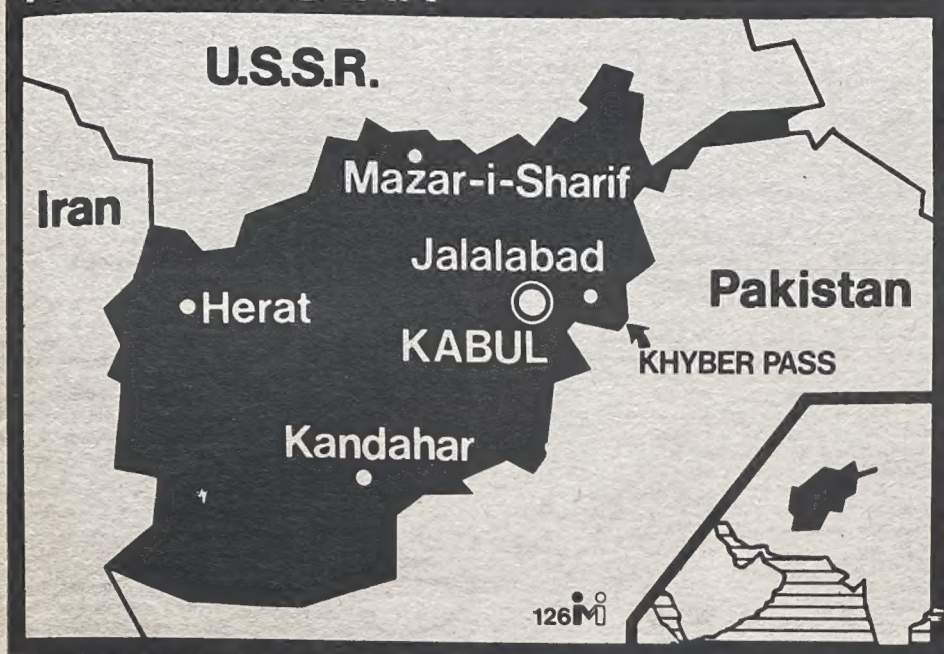 U.S.S.R.
Mazar-i-Sharif
Iran
Jalalabad
Pakistan
Herat
KABUL
KHYBER PASS
Kandahar
126